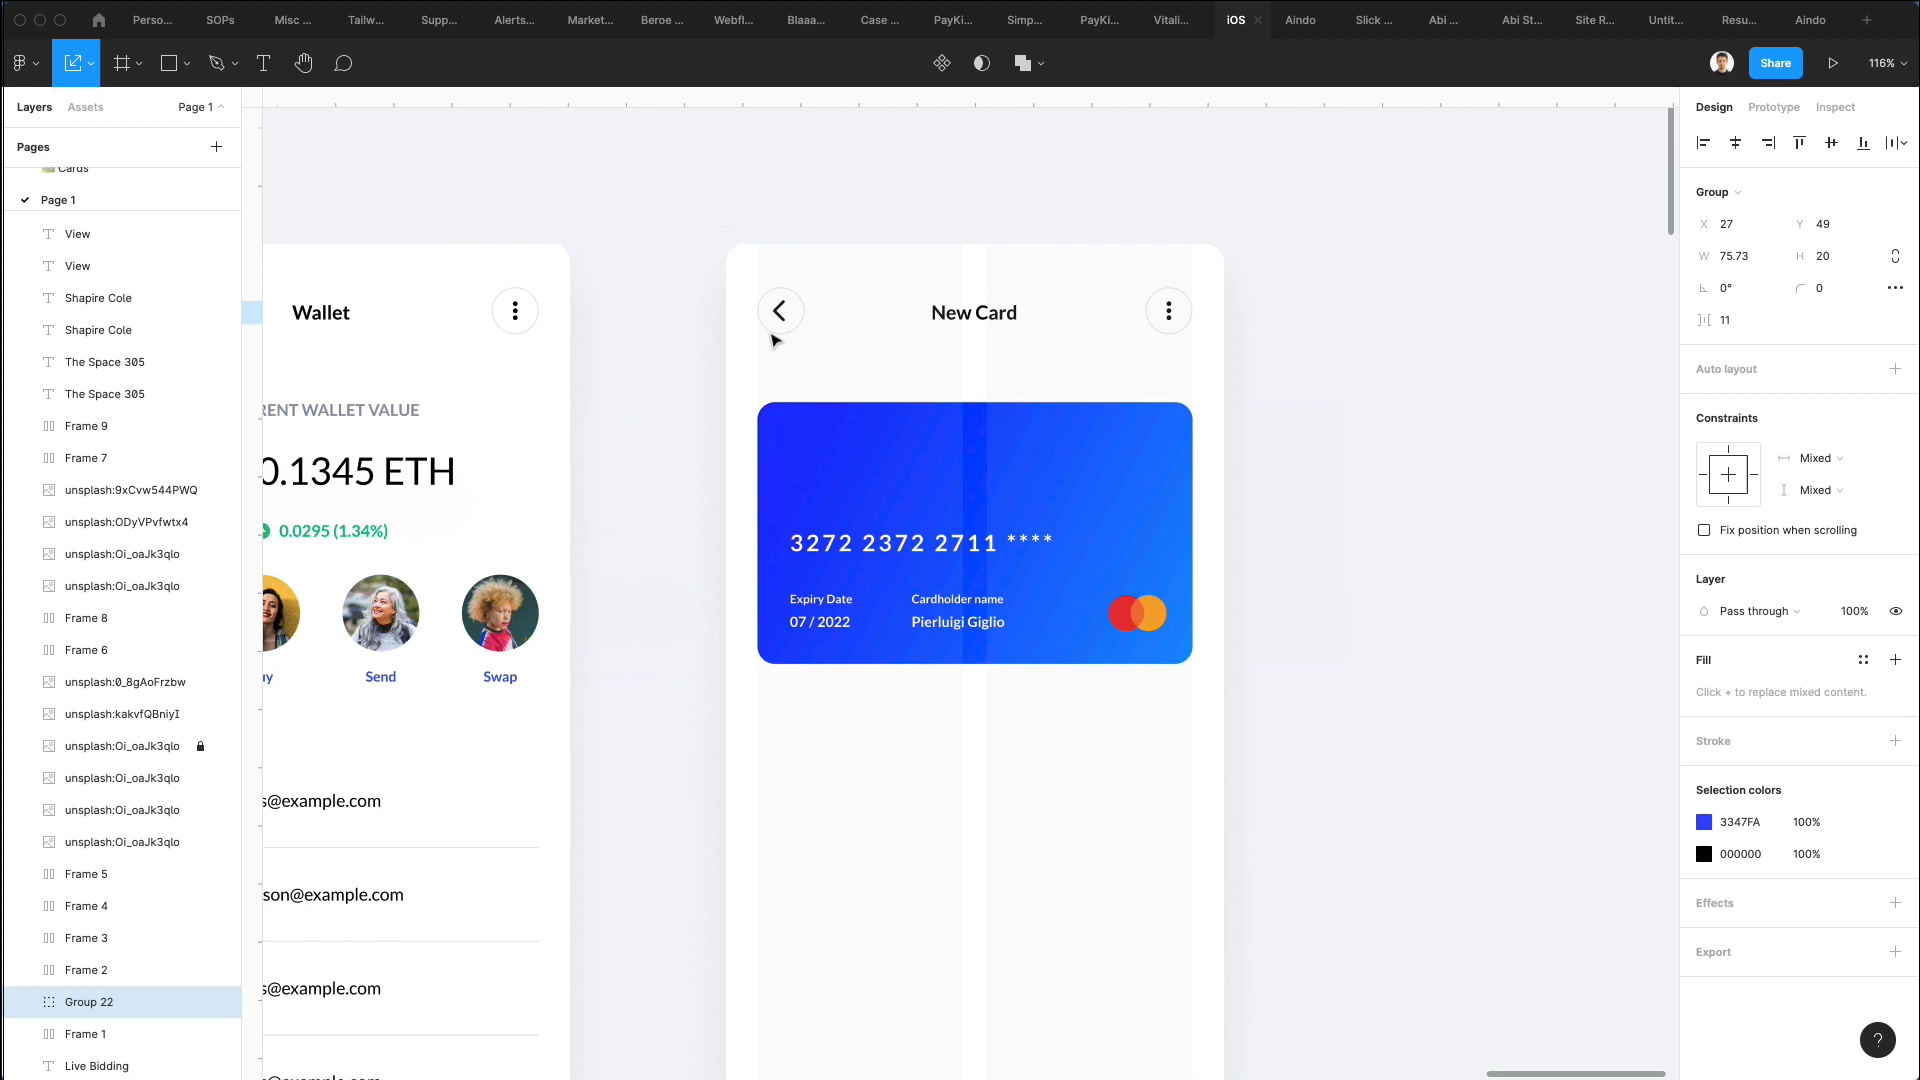 Perso...
SOPs
Misc ...
Tailw...
Supp...
Alerts...
Market...
Beroe ...
Webfl...
Blaaa...
Case ...
PayKi...
Simp...
PayKi...
Vitali...
iOS
Aindo
Slick ...
Abi ...
Abi St...
Site R...
Untit...
Resu...
Aindo
Share
116%
Layers
Assets
Page 1
Pages
Cards
Page 1
View
View
Shapire Cole
Shapire Cole
The Space 305
The Space 305
Frame 9
Frame 7
unsplash:9xCvw544PWQ
unsplash:ODyVPvfwtx4
unsplash:Oi_oaJk3qlo
unsplash:Oi_oaJk3qlo
Frame 8
Frame 6
unsplash:0_8gAoFrzbw
unsplash:kakvfQBniyI
unsplash:Oi_oaJk3qlo
unsplash:Oi_oaJk3qlo
unsplash:Oi_oaJk3qlo
unsplash:Oi_oaJk3qlo
Frame 5
Frame 4
Frame 3
Frame 2
Group 22
Frame 1
Live Bidding
Wallet
RENT WALLET VALUE
0.1345 ETH
0.0295 (1.34%)
uy
Send
Swap
s@example.com
son@example.com
s@example.com
New Card
3272 2372 2711 ****
Expiry Date
Cardholder name
07 / 2022
Pierluigi Giglio
Design
Prototype
Inspect
Group
X 27
Y 49
W 75.73
H 20
0°
0
11
Auto layout
Constraints
Mixed
Mixed
Fix position when scrolling
Layer
Pass through
100%
Fill
Click + to replace mixed content.
Stroke
Selection colors
3347FA
100%
000000
100%
Effects
Export
?